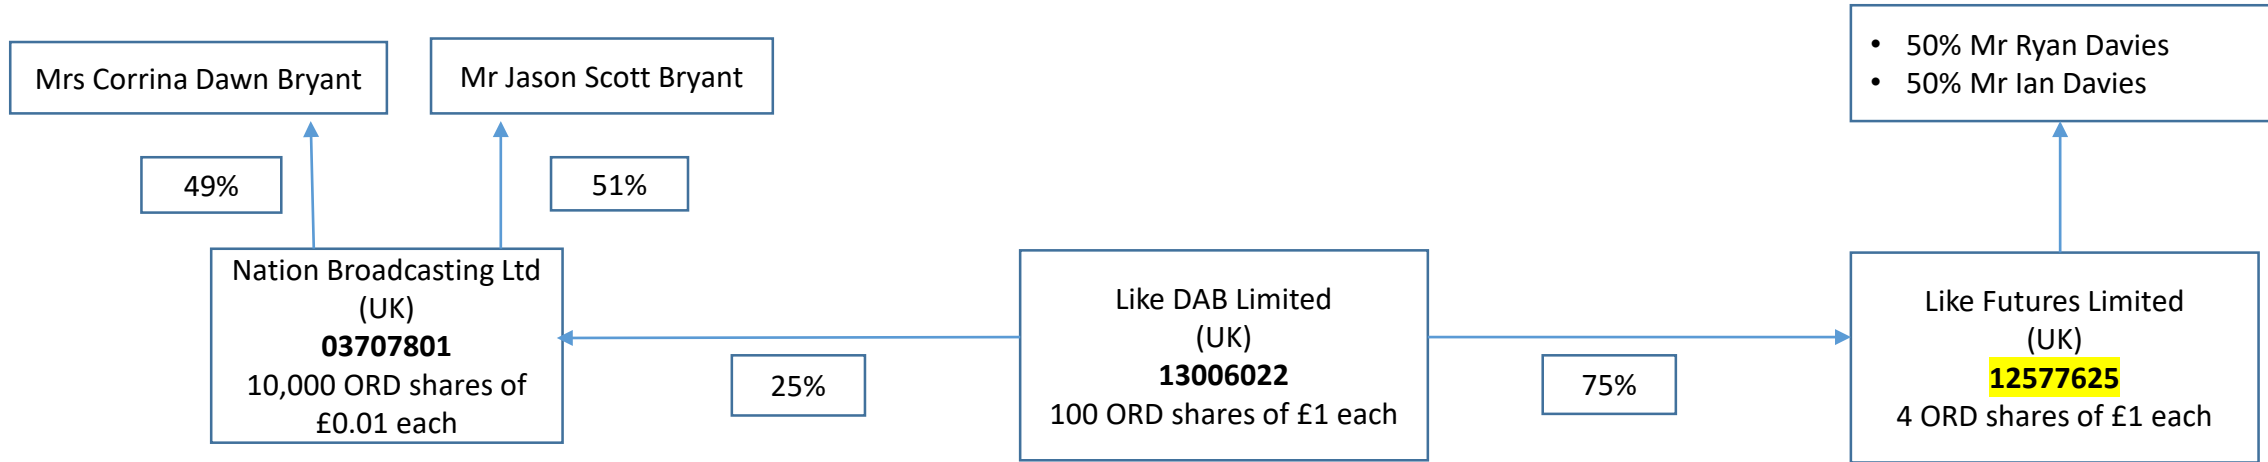 Mrs Corrina Dawn Bryant
Mr Jason Scott Bryant
• 50% Mr Ryan Davies
• 50% Mr Ian Davies
49%
51%
Nation Broadcasting Ltd
(UK)
03707801
10,000 ORD shares of
£0.01 each
25%
Like DAB Limited
(UK)
13006022
100 ORD shares of £1 each
75%
Like Futures Limited
(UK)
12577625
4 ORD shares of £1 each